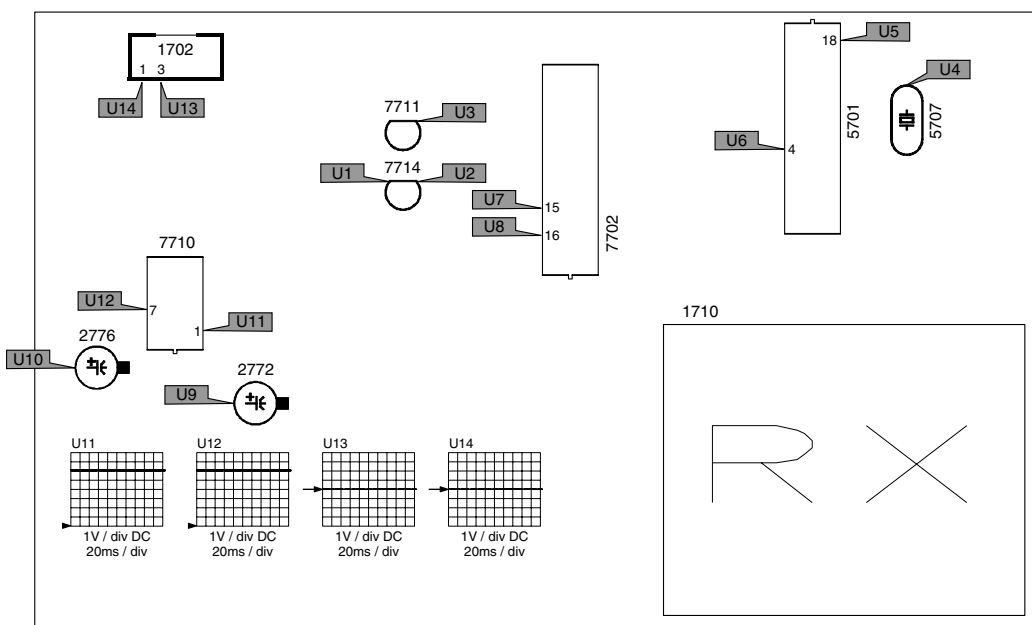 1702
1 3
U14 U13
7711
U3
7714
U1 U2
U7 15
U8 16
7702
18 U5
U4
5701
5707
U6 4
7710
U12 7
1 U11
2776
U10
2772
U9
U11 U12 U13 U14
1V / div DC 1V / div DC 1V / div DC 1V / div DC
20ms / div 20ms / div 20ms / div 20ms / div
1710
RX